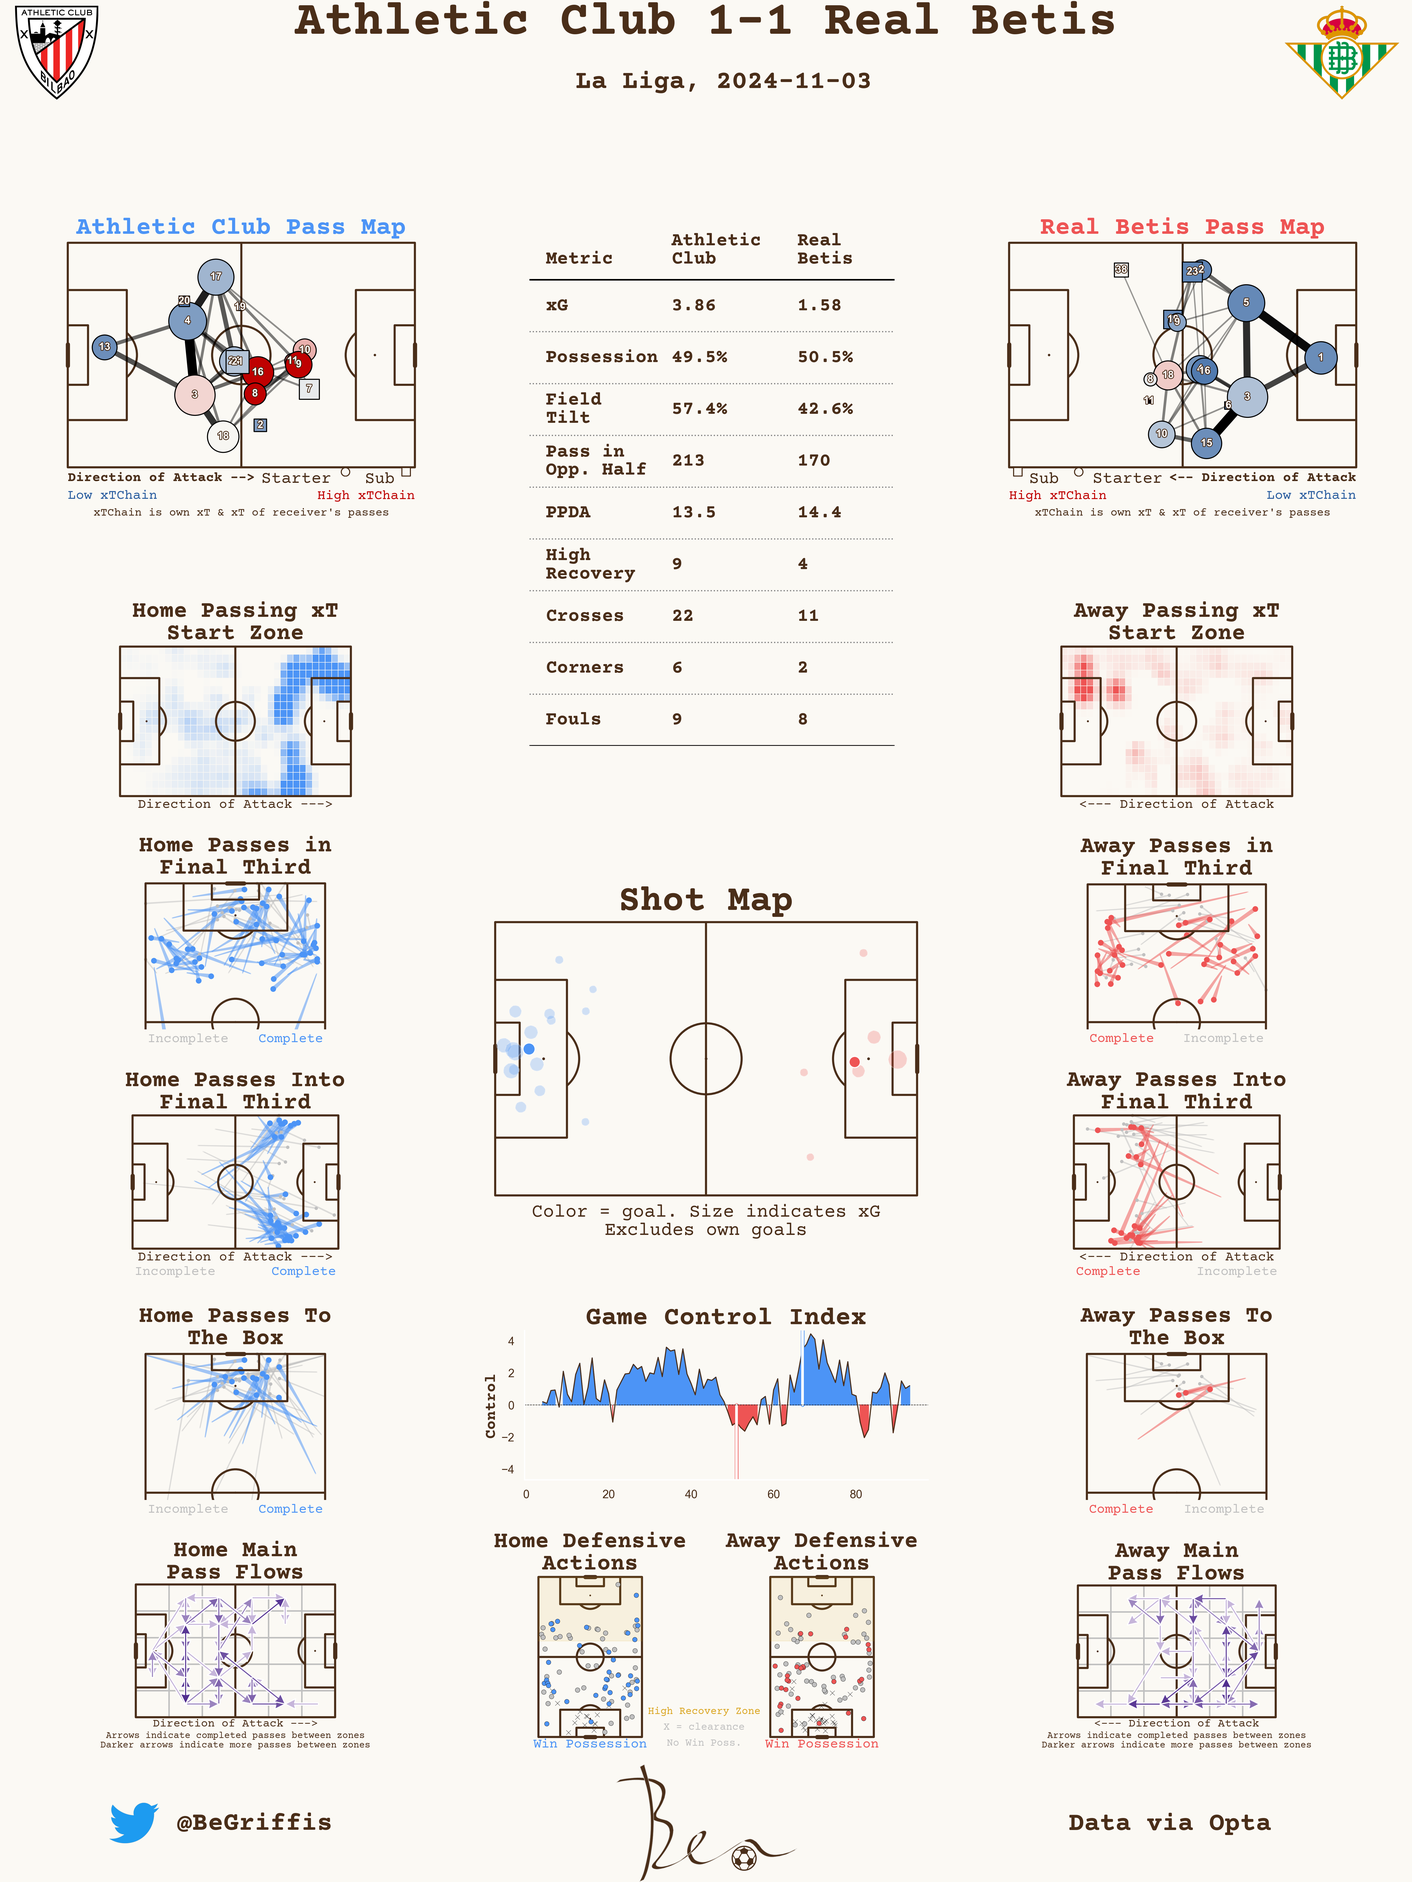 Athletic Club 1-1 Real Betis
La Liga, 2024-11-03
ATHLETIC CLUB
BILBAO
Athletic Club Pass Map
17
20
19
4
13
10
11
9
16
8
7
3
18
2
Direction of Attack --> Starter Sub
Low xTChain High xTChain
xTChain is own xT & xT of receiver's passes
Metric Athletic Club Real Betis
xG 3.86 1.58
Possession 49.5% 50.5%
Field Tilt 57.4% 42.6%
Pass in Opp. Half 213 170
PPDA 13.5 14.4
High Recovery 9 4
Crosses 22 11
Corners 6 2
Fouls 9 8
Real Betis Pass Map
38
23
5
9
1
16
18
8
11
6
3
10
15
Sub Starter <-- Direction of Attack
High xTChain Low xTChain
xTChain is own xT & xT of receiver's passes
Home Passing xT
Start Zone
Direction of Attack --->
Away Passing xT
Start Zone
<--- Direction of Attack
Home Passes in
Final Third
Incomplete Complete
Away Passes in
Final Third
Complete Incomplete
Shot Map
Color = goal. Size indicates xG
Excludes own goals
Home Passes Into
Final Third
Direction of Attack --->
Incomplete Complete
Away Passes Into
Final Third
<--- Direction of Attack
Complete Incomplete
Home Passes To
The Box
Incomplete Complete
Game Control Index
Control
4
2
0
−2
−4
0 20 40 60 80
Away Passes To
The Box
Complete Incomplete
Home Main
Pass Flows
Direction of Attack --->
Arrows indicate completed passes between zones
Darker arrows indicate more passes between zones
Home Defensive
Actions
Win Possession
Away Defensive
Actions
Win Possession
High Recovery Zone
X = clearance
No Win Poss.
Away Main
Pass Flows
<--- Direction of Attack
Arrows indicate completed passes between zones
Darker arrows indicate more passes between zones
@BeGriffis
Data via Opta